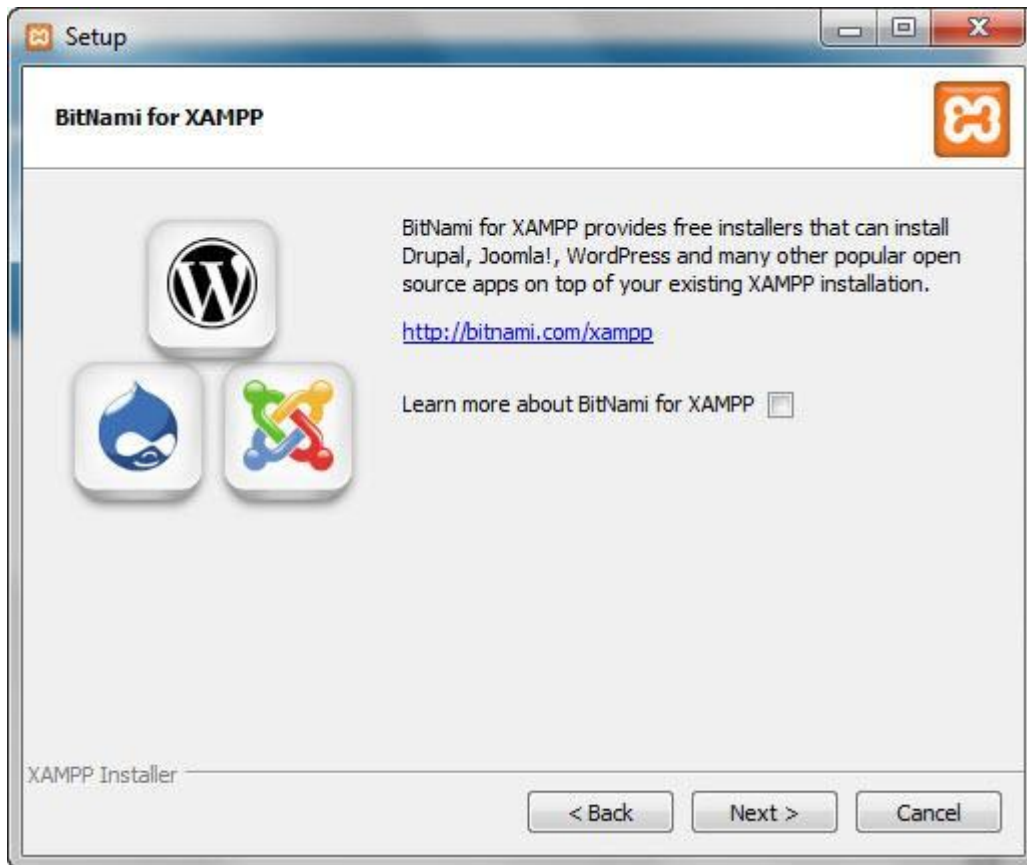 Setup
BitNami for XAMPP
BitNami for XAMPP provides free installers that can install
Drupal, Joomla!, WordPress and many other popular open
source apps on top of your existing XAMPP installation.
http://bitnami.com/xampp
Learn more about BitNami for XAMPP
XAMPP Installer
< Back
Next >
Cancel